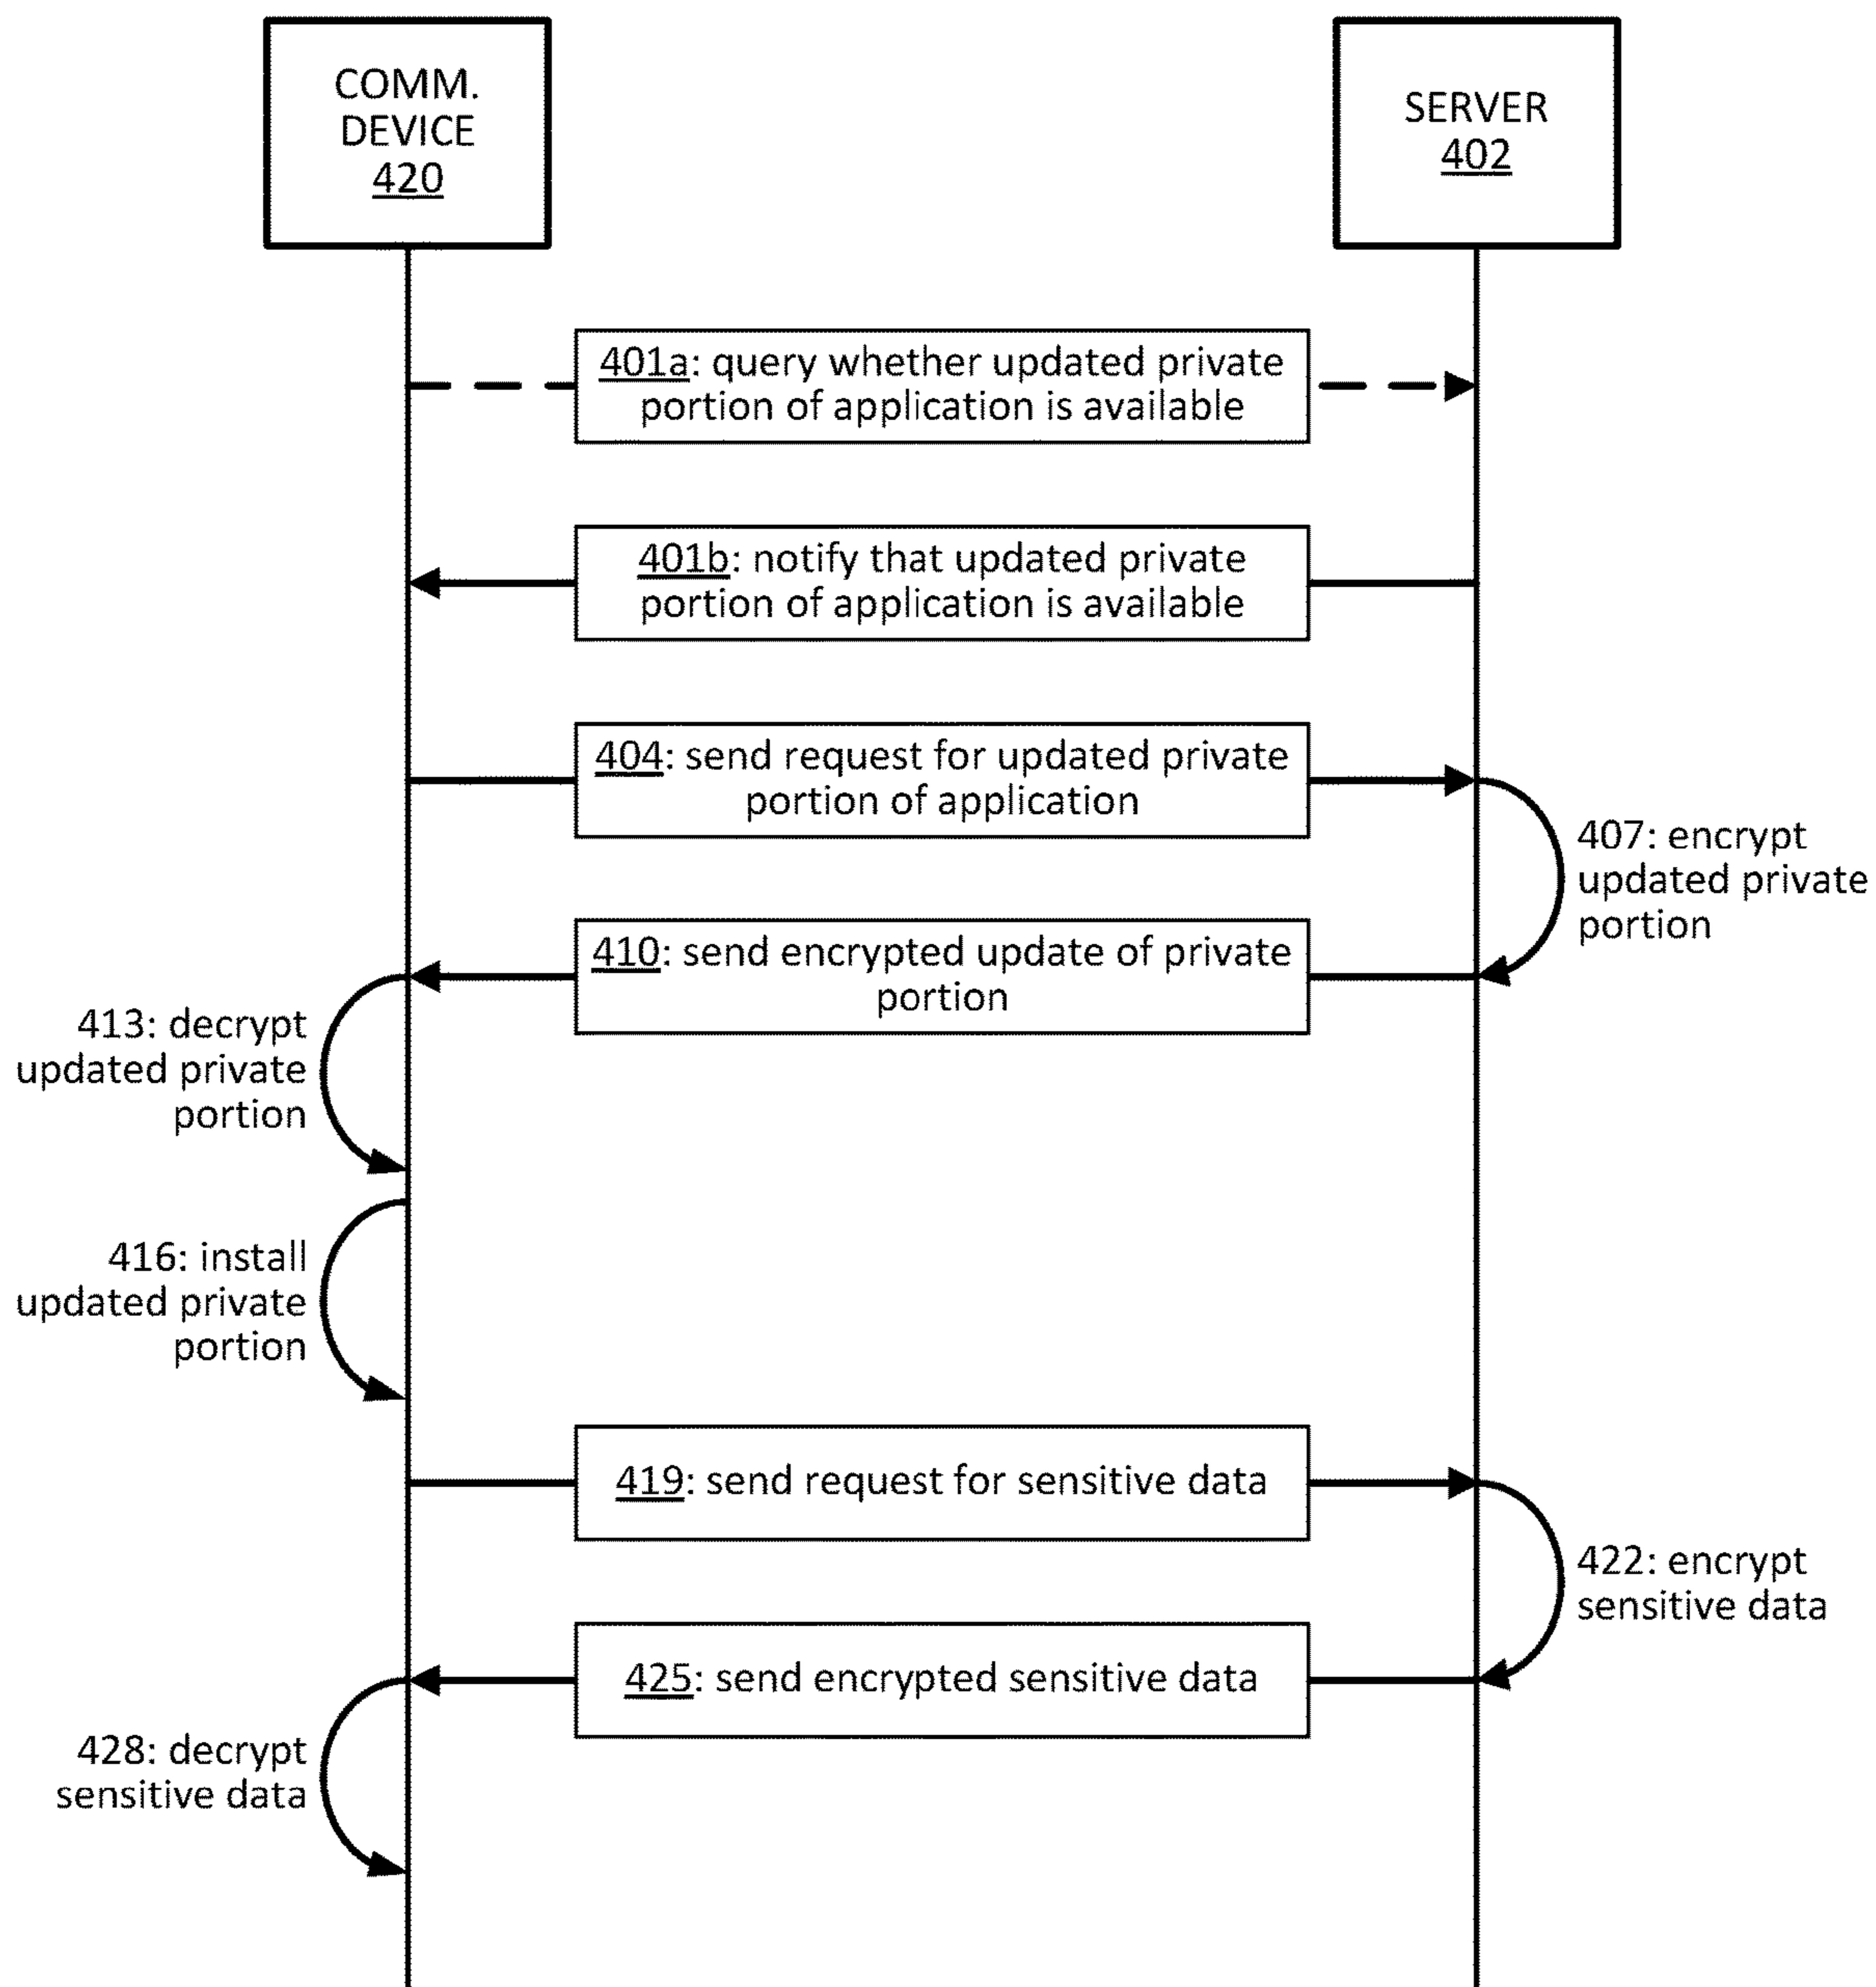 COMM.
DEVICE
420
SERVER
402
401a: query whether updated private
portion of application is available
401b: notify that updated private
portion of application is available
404: send request for updated private
portion of application
407: encrypt
updated private
portion
410: send encrypted update of private
portion
413: decrypt
updated private
portion
416: install
updated private
portion
419: send request for sensitive data
422: encrypt
sensitive data
425: send encrypted sensitive data
428: decrypt
sensitive data